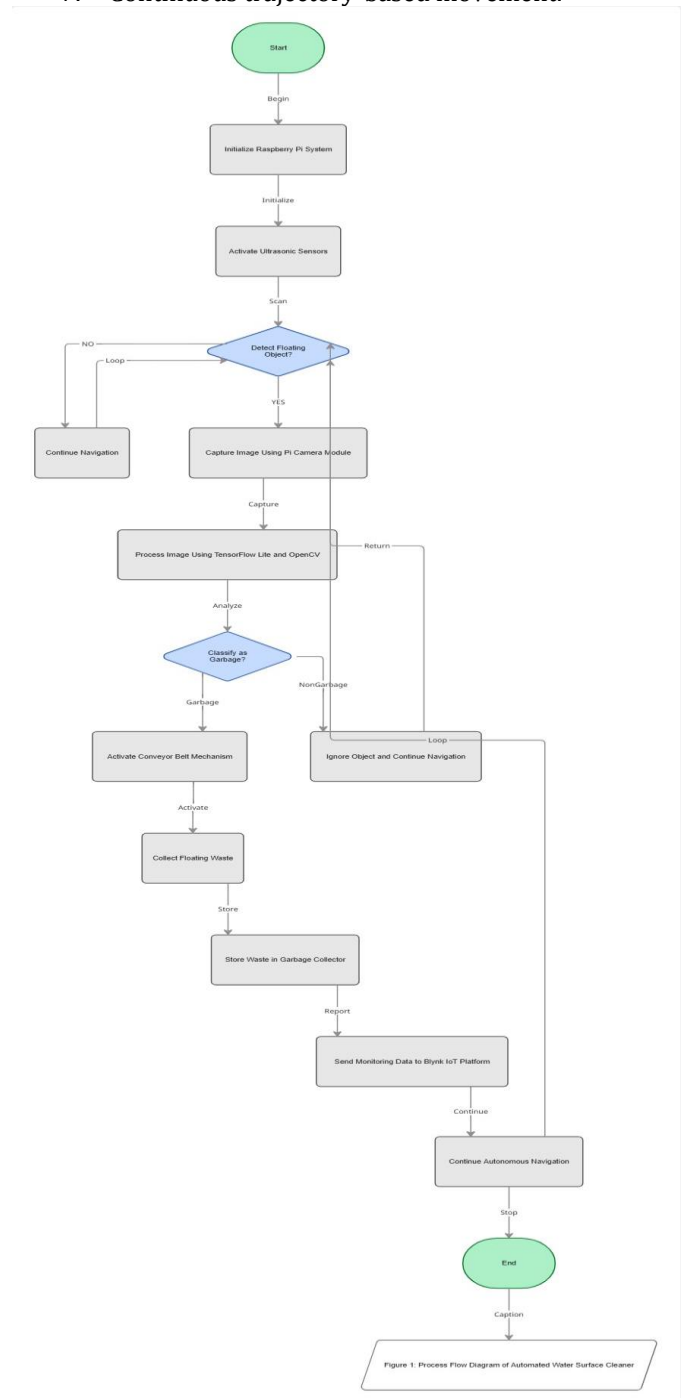 Start
Begin
Initialize Raspberry Pi System
Initialize
Activate Ultrasonic Sensors
Scan
Detect Floating
Object?
NO
Loop
YES
Continue Navigation
Capture Image Using Pi Camera Module
Capture
Process Image Using TensorFlow Lite and OpenCV
Return
Analyze
Classify as
Garbage?
NonGarbage
Garbage
Loop
Activate Conveyor Belt Mechanism
Ignore Object and Continue Navigation
Activate
Collect Floating Waste
Store
Store Waste in Garbage Collector
Report
Send Monitoring Data to Blynk IoT Platform
Continue
Continue Autonomous Navigation
Stop
End
Caption
Figure 1: Process Flow Diagram of Automated Water Surface Cleaner